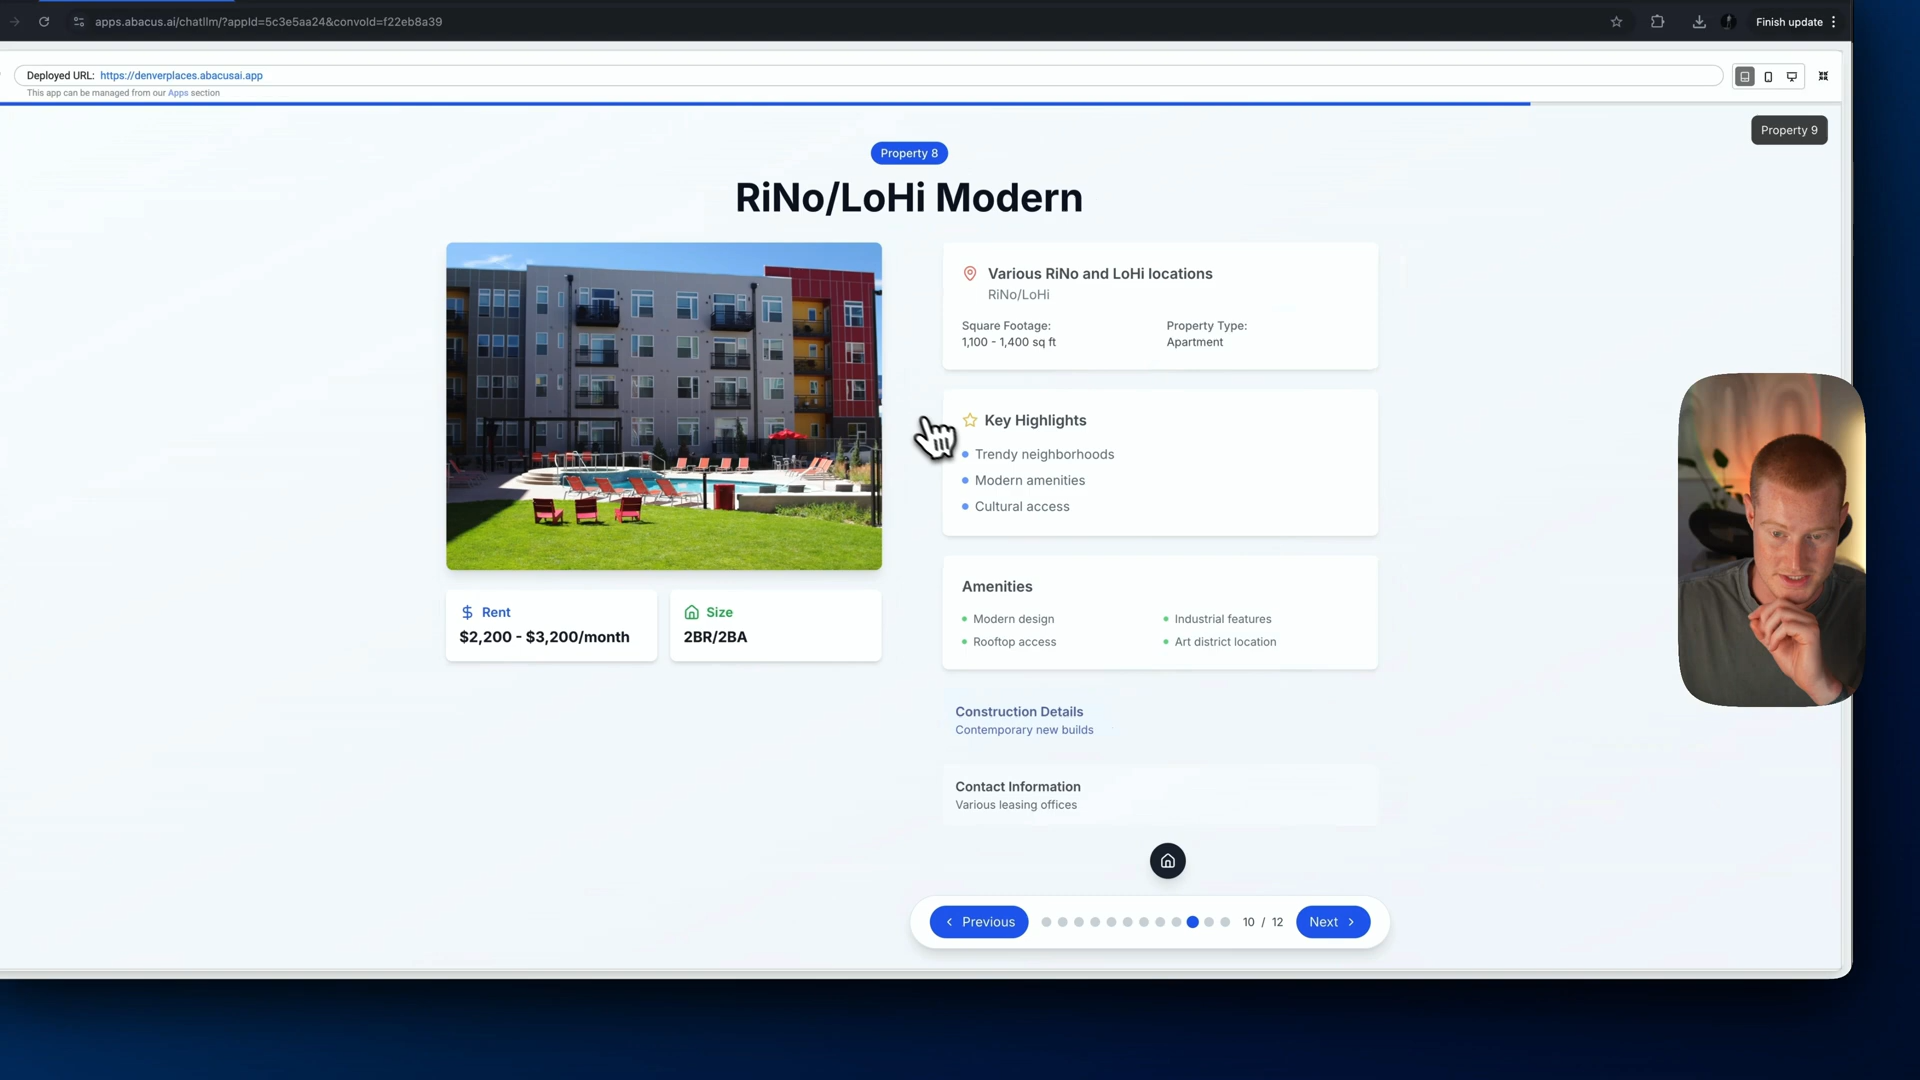 apps.abacus.ai/chatllm/?appId=5c3e5aa24&convoId=f22eb8a39
Finish update
Deployed URL: https://denverplaces.abacusai.app
This app can be managed from our Apps section
Property 9
Property 8
RiNo/LoHi Modern
Various RiNo and LoHi locations
RiNo/LoHi
Square Footage:
1,100 - 1,400 sq ft
Property Type:
Apartment
Key Highlights
Trendy neighborhoods
Modern amenities
Cultural access
Amenities
Modern design
Industrial features
Rooftop access
Art district location
Rent
$2,200 - $3,200/month
Size
2BR/2BA
Construction Details
Contemporary new builds
Contact Information
Various leasing offices
Previous
10 / 12
Next